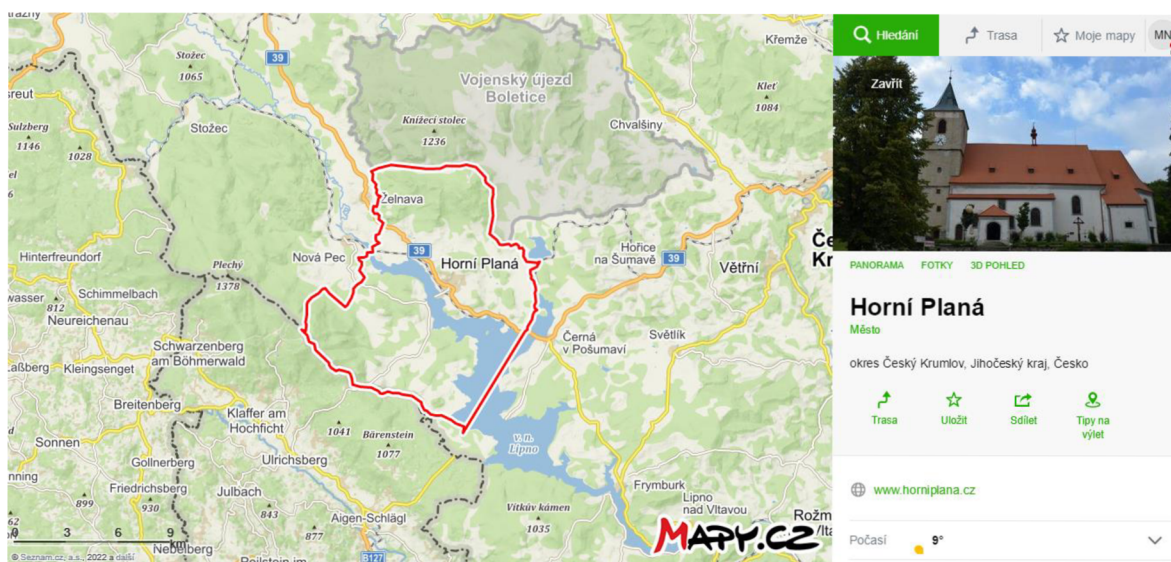 Stožec
1065
39
Křemže
Vojenský újezd
Boletice
Kleť
1084
Sulzberg
1146
1028
Stožec
Knížecí stolec
1236
Chvalšiny
Želnava
Hinterfreundorf
Nová Pec
39
Horní Planá
Hořice
na Šumavě
39
Větřní
Plechý
1378
812
Schimmelbach
Neureichenau
Schwarzenberg
am Böhmerwald
Kleingsenget
Černá
v Pošumaví
Světlík
Breitenberg
Klaffer am
Hochficht
1041
Bärenstein
1077
v. n.
Lipno
Sonnen
Gollnerberg
Ulrichsberg
Friedrichsberg
930
899
Julbach
843
877
Aigen-Schlägl
Vítkův kámen
1035
Frymburk
Lipno
nad Vltavou
0 3 6 9
km
Nebelberg
B127
© Seznam.cz, a.s., 2022 a další
MAPY.CZ
Hledání
Trasa
Moje mapy
MN
Zavřít
PANORAMA FOTKY 3D POHLED
Horní Planá
Město
okres Český Krumlov, Jihočeský kraj, Česko
Trasa
Uložit
Sdílet
Tipy na
výlet
www.horniplana.cz
Počasí 9°